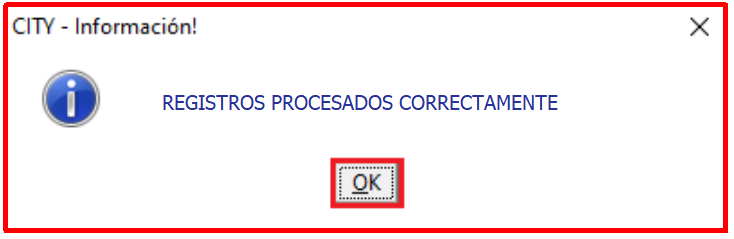 CITY - Información!
REGISTROS PROCESADOS CORRECTAMENTE
OK